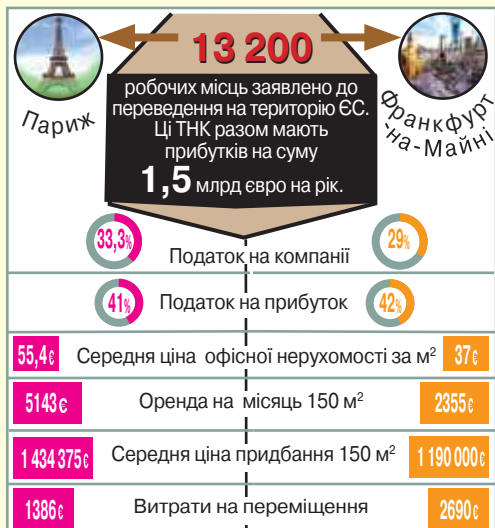 13 200
Париж
Франкфурт
-на-Майні
робочих місць заявлено до
переведення на територію ЄС.
Ці ТНК разом мають
прибутків на суму
1,5 млрд євро на рік.
33,3% Податок на компанії 29%
41% Податок на прибуток 42%
55,4€ Середня ціна офісної нерухомості за м² 37€
5143€ Оренда на місяць 150 м² 2355€
1 434 375€ Середня ціна придбання 150 м² 1 190 000€
1386€ Витрати на переміщення 2690€